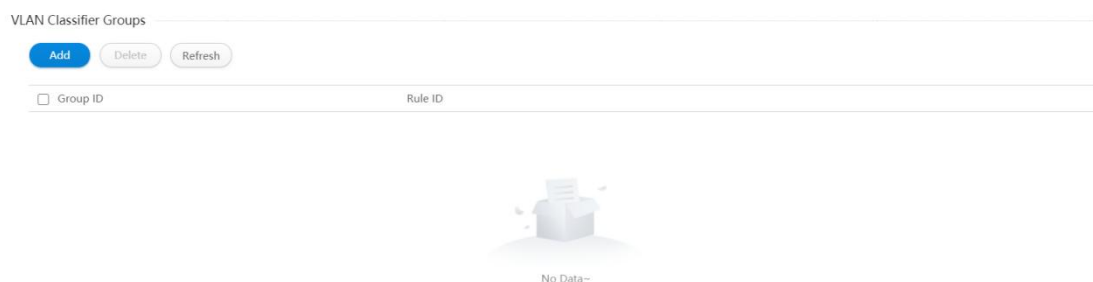 VLAN Classifier Groups
Add Delete Refresh
Group ID Rule ID
No Data~